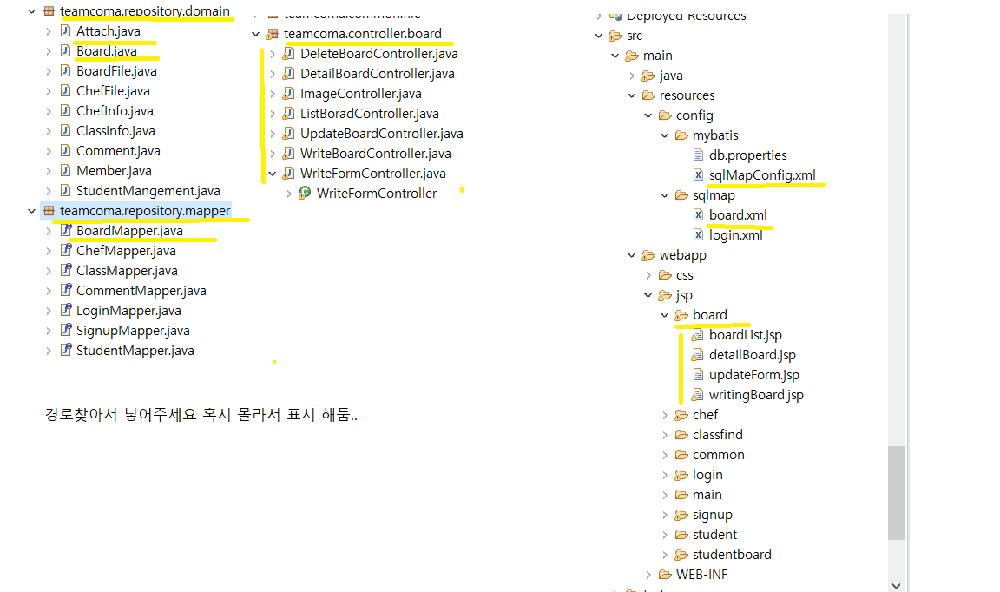 teamcoma.repository.domain
Attach.java
Board.java
BoardFile.java
ChefFile.java
ChefInfo.java
ClassInfo.java
Comment.java
Member.java
StudentMangement.java
teamcoma.repository.mapper
BoardMapper.java
ChefMapper.java
ClassMapper.java
CommentMapper.java
LoginMapper.java
SignupMapper.java
StudentMapper.java
teamcoma.common.file
teamcoma.controller.board
DeleteBoardController.java
DetailBoardController.java
ImageController.java
ListBoradController.java
UpdateBoardController.java
WriteBoardController.java
WriteFormController.java
WriteFormController
Deployed Resources
src
main
java
resources
config
mybatis
db.properties
sqlMapConfig.xml
sqlmap
board.xml
login.xml
webapp
css
jsp
board
boardList.jsp
detailBoard.jsp
updateForm.jsp
writingBoard.jsp
chef
classfind
common
login
main
signup
student
studentboard
WEB-INF
경로찾아서 넣어주세요 혹시 몰라서 표시 해둠..